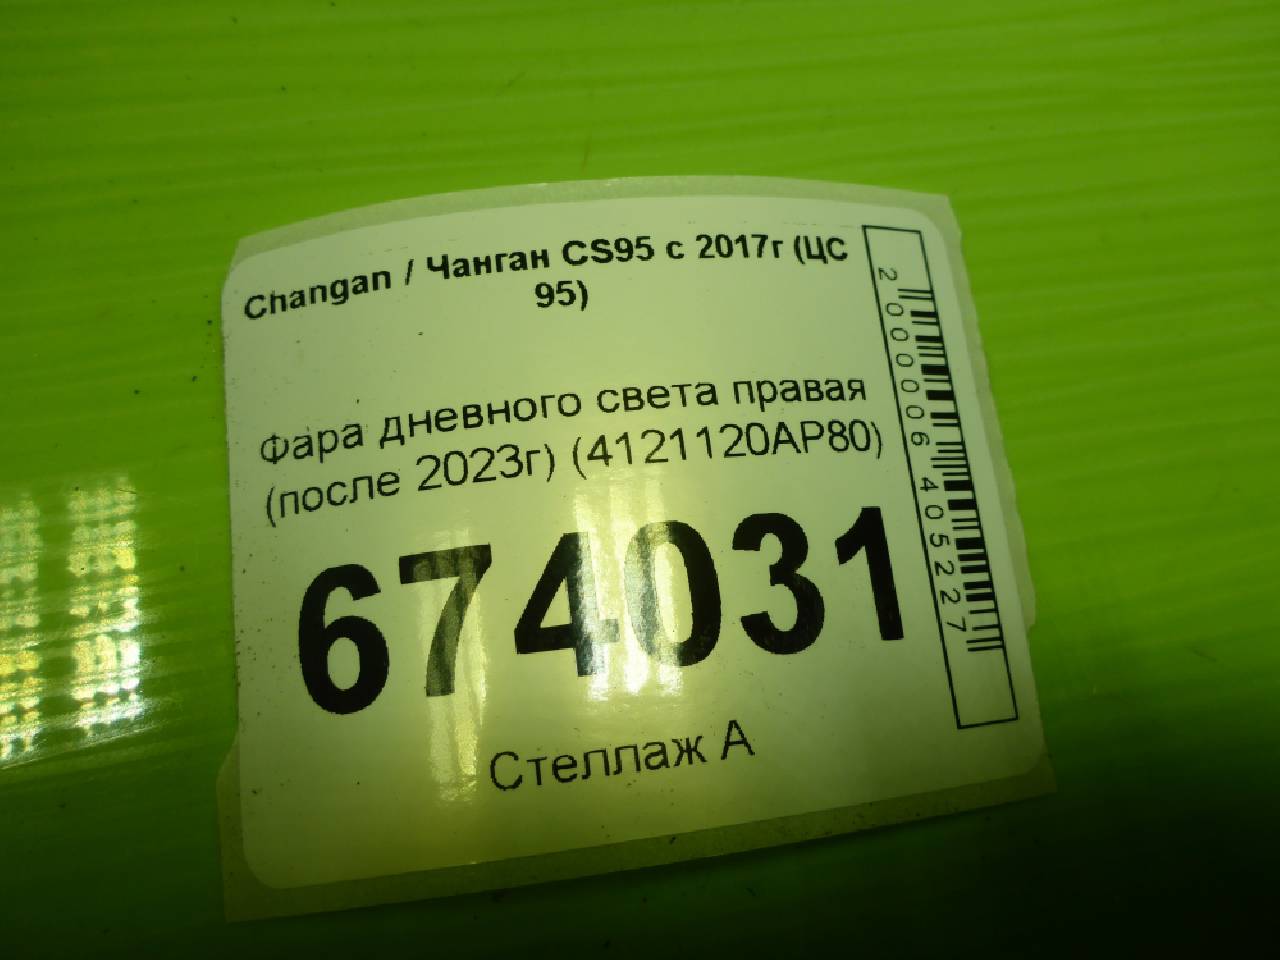 Changan / Чанган CS95 с 2017г (ЦС
95)
Фара дневного света правая
(после 2023г) (4121120AP80)
674031
Стеллаж А
2000006405227